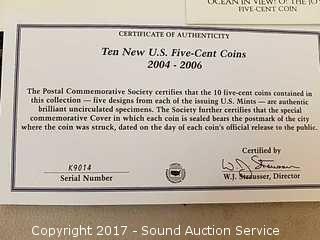 OCEAN IN VIEW! O! THE JOY
FIVE-CENT COIN
CERTIFICATE OF AUTHENTICITY
Ten New U.S. Five-Cent Coins
2004 - 2006
The Postal Commemorative Society certifies that the 10 five-cent coins contained in
this collection — five designs from each of the issuing U.S. Mints — are authentic
brilliant uncirculated specimens. The Society further certifies that the special
commemorative Cover in which each coin is sealed bears the postmark of the city
where the coin was struck, dated on the day of each coin's official release to the public.
Certified by
K9014
Serial Number
W.J. Strausser, Director
Copyright 2017 - Sound Auction Service